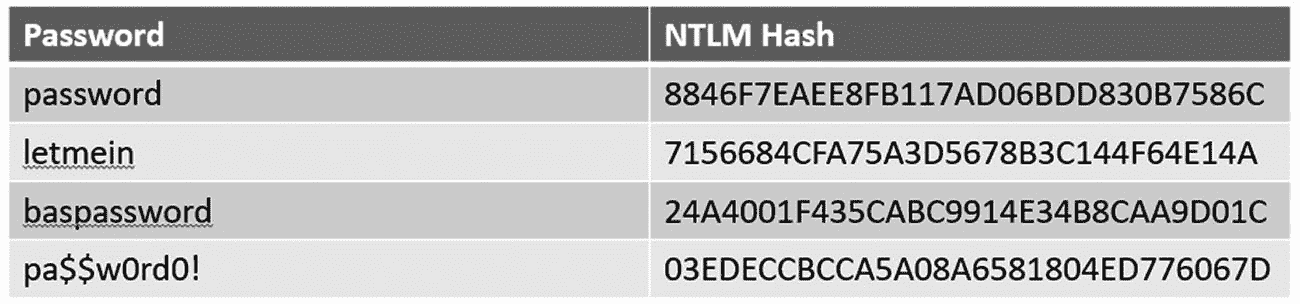 Password NTLM Hash
password 8846F7EAEE8FB117AD06BDD830B7586C
letmein 7156684CFA75A3D5678B3C144F64E14A
baspassword 24A4001F435CABC9914E34B8CAA9D01C
pa$$w0rd0! 03EDECCBCCA5A08A6581804ED776067D